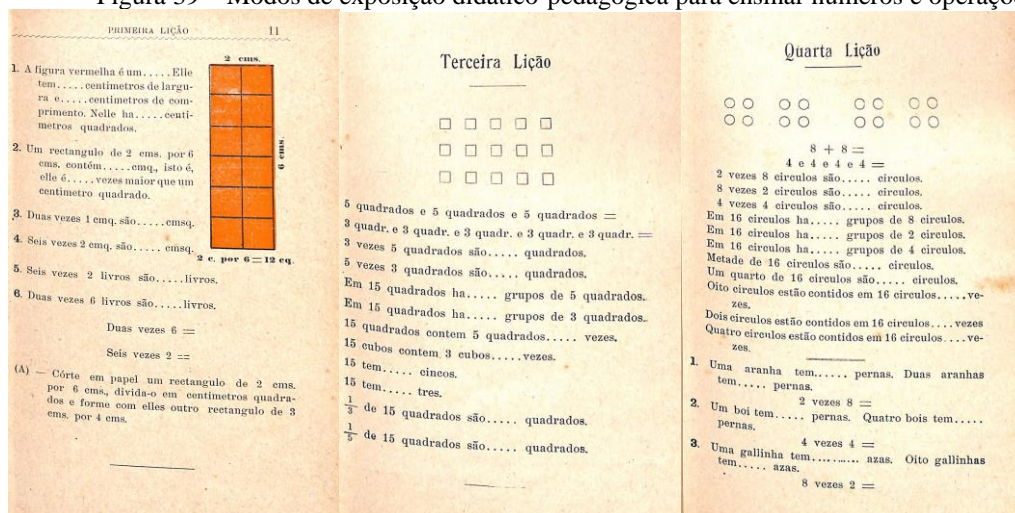 Figura 39 – Modos de exposição didático-pedagógica para ensinar números e operaçõ
PRIMEIRA LIÇÃO 11
1. A figura vermelha é um.....Elle
tem.....centimetros de largu-
ra e.....centimetros de com-
primento. Nelle ha.....centi-
metros quadrados.
2. Um rectangulo de 2 cms. por 6
cms. contém.....cmq., isto é,
elle é.....vezes maior que um
centimetro quadrado.
3. Duas vezes 1 cmq. são.....cmsq.
4. Seis vezes 2 cmq. são..... cmsq.
2 cms.
6 cms.
2 c. por 6=12 cq.
5. Seis vezes 2 livros são.....livros.
6. Duas vezes 6 livros são.....livros.
Duas vezes 6 =
Seis vezes 2 =
(A) — Córte em papel um rectangulo de 2 cms.
por 6 cms., divida-o em centimetros quadra-
dos e forme com elles outro rectangulo de 3
cms. por 4 cms.
Terceira Lição
5 quadrados e 5 quadrados e 5 quadrados =
3 quadr. e 3 quadr. e 3 quadr. e 3 quadr. e 3 quadr. =
3 vezes 5 quadrados são..... quadrados.
5 vezes 3 quadrados são..... quadrados.
Em 15 quadrados ha..... grupos de 5 quadrados.
Em 15 quadrados ha..... grupos de 3 quadrados.
15 quadrados contem 5 quadrados..... vezes.
15 cubos contem 3 cubos.....vezes.
15 tem..... cincos.
15 tem..... tres.
1/3 de 15 quadrados são..... quadrados.
1/5 de 15 quadrados são..... quadrados.
Quarta Lição
8 + 8 =
4 e 4 e 4 e 4 =
2 vezes 8 circulos são..... circulos.
8 vezes 2 circulos são..... circulos.
4 vezes 4 circulos são..... circulos.
Em 16 circulos ha..... grupos de 8 circulos.
Em 16 circulos ha..... grupos de 2 circulos.
Em 16 circulos ha..... grupos de 4 circulos.
Metade de 16 circulos são..... circulos.
Um quarto de 16 circulos são..... circulos.
Oito circulos estão contidos em 16 circulos.....ve-
zes.
Dois circulos estão contidos em 16 circulos....vezes
Quatro circulos estão contidos em 16 circulos....ve-
zes.
1. Uma aranha tem...... pernas. Duas aranhas
tem..... pernas.
2 vezes 8 =
2. Um boi tem..... pernas. Quatro bois tem.....
pernas.
4 vezes 4 =
3. Uma gallinha tem.......... azas. Oito gallinhas
tem..... azas.
8 vezes 2 =